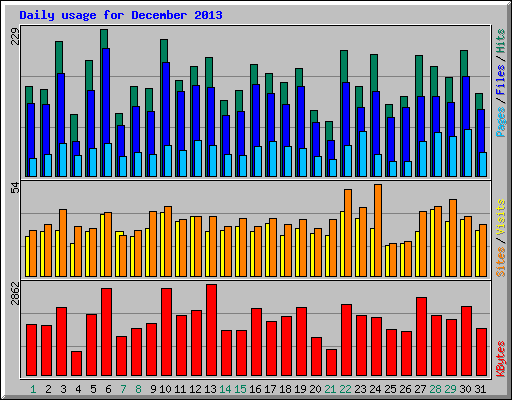 Daily usage for December 2013
229
Pages / Files / Hits
54
Sites / Visits
2862
KBytes
1 2 3 4 5 6 7 8 9 10 11 12 13 14 15 16 17 18 19 20 21 22 23 24 25 26 27 28 29 30 31